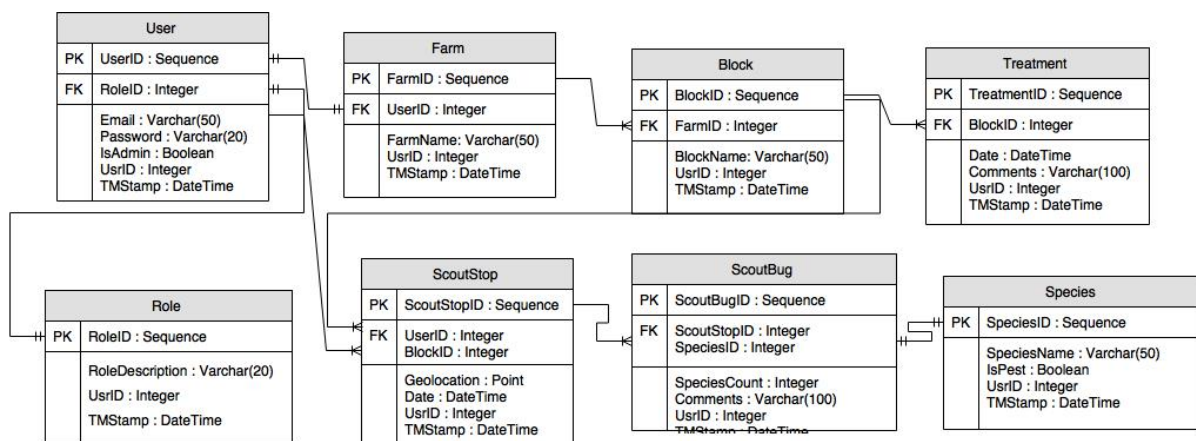 User
PK UserID : Sequence
FK RoleID : Integer
Email : Varchar(50)
Password : Varchar(20)
IsAdmin : Boolean
UsrID : Integer
TMStamp : DateTime
Farm
PK FarmID : Sequence
FK UserID : Integer
FarmName: Varchar(50)
UsrID : Integer
TMStamp : DateTime
Block
PK BlockID : Sequence
FK FarmID : Integer
BlockName: Varchar(50)
UsrID : Integer
TMStamp : DateTime
Treatment
PK TreatmentID : Sequence
FK BlockID : Integer
Date : DateTime
Comments : Varchar(100)
UsrID : Integer
TMStamp : DateTime
Role
PK RoleID : Sequence
RoleDescription : Varchar(20)
UsrID : Integer
TMStamp : DateTime
ScoutStop
PK ScoutStopID : Sequence
FK UserID : Integer
BlockID : Integer
Geolocation : Point
Date : DateTime
UsrID : Integer
TMStamp : DateTime
ScoutBug
PK ScoutBugID : Sequence
FK ScoutStopID : Integer
SpeciesID : Integer
SpeciesCount : Integer
Comments : Varchar(100)
UsrID : Integer
TMStamp : DateTime
Species
PK SpeciesID : Sequence
SpeciesName : Varchar(50)
IsPest : Boolean
UsrID : Integer
TMStamp : DateTime